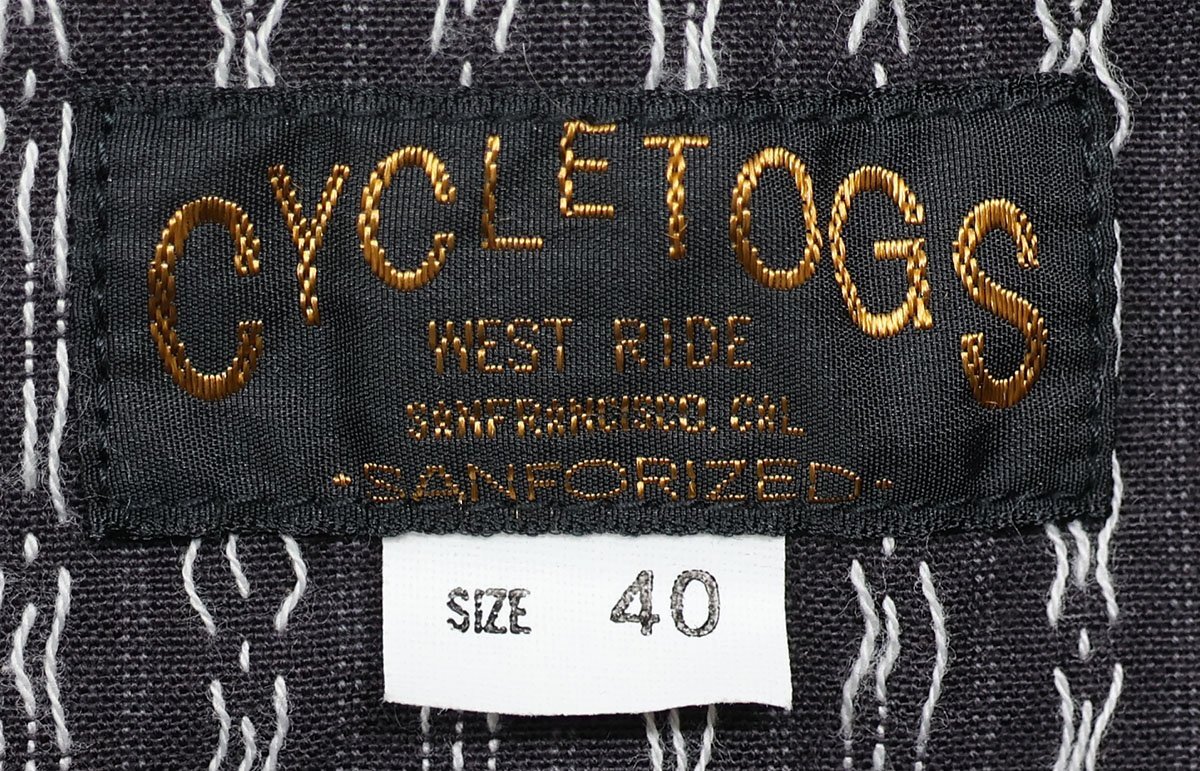 CYCLETOGS
WEST RiDE
SANFRANCISCO. CAL
·SANFORIZED·
SIZE 40